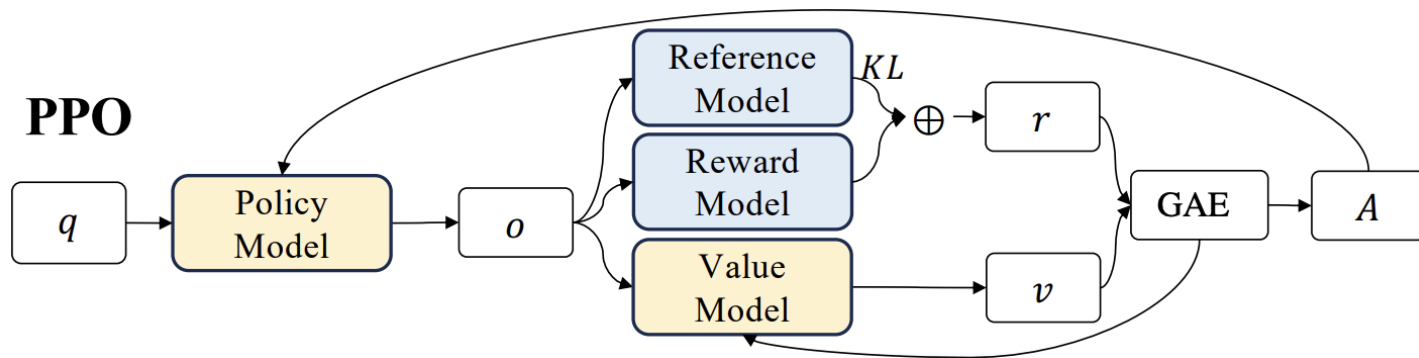 PPO
q
Policy
Model
o
Reference
Model
Reward
Model
Value
Model
KL
⊕
r
v
GAE
A